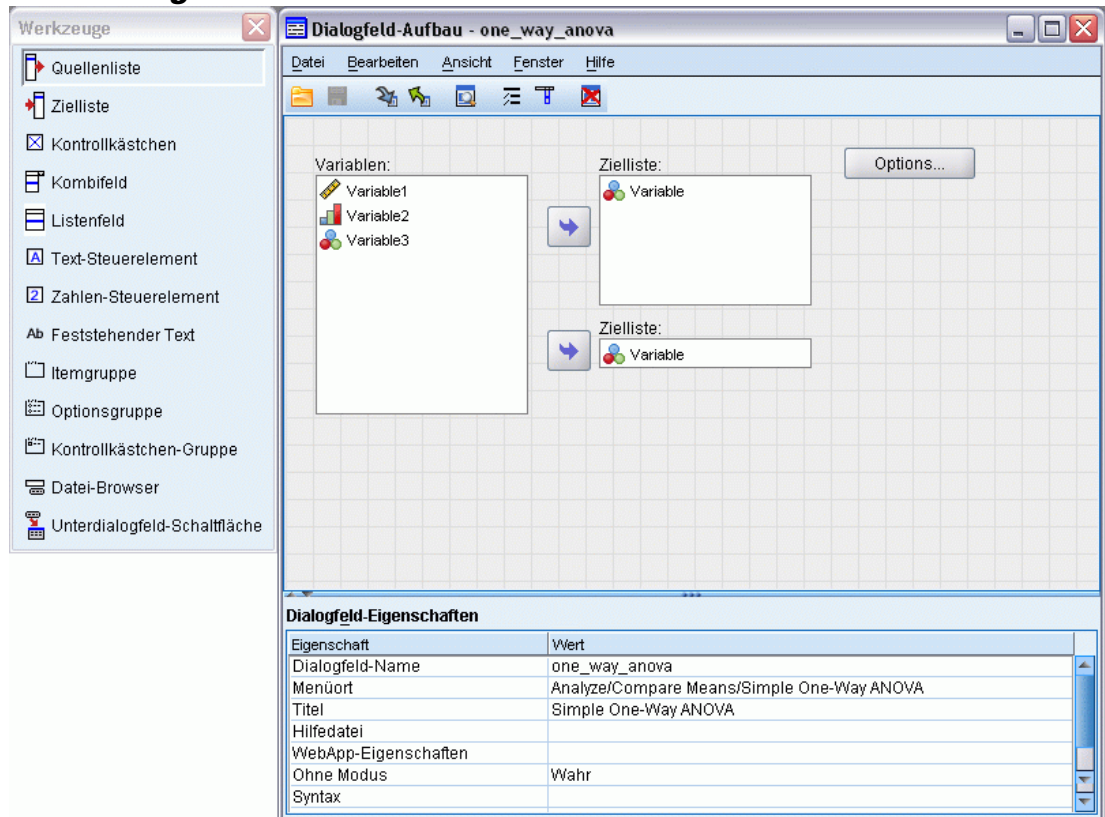 Werkzeuge
Quellenliste
Zielliste
Kontrollkästchen
Kombifeld
Listenfeld
Text-Steuerelement
Zahlen-Steuerelement
Ab Feststehender Text
Itemgruppe
Optionsgruppe
Kontrollkästchen-Gruppe
Datei-Browser
Unterdialogfeld-Schaltfläche
Dialogfeld-Aufbau - one_way_anova
Datei Bearbeiten Ansicht Fenster Hilfe
Variablen:
Variable1
Variable2
Variable3
Zielliste:
Variable
Zielliste:
Variable
Options...
Dialogfeld-Eigenschaften
Eigenschaft Wert
Dialogfeld-Name one_way_anova
Menüort Analyze/Compare Means/Simple One-Way ANOVA
Titel Simple One-Way ANOVA
Hilfedatei
WebApp-Eigenschaften
Ohne Modus Wahr
Syntax